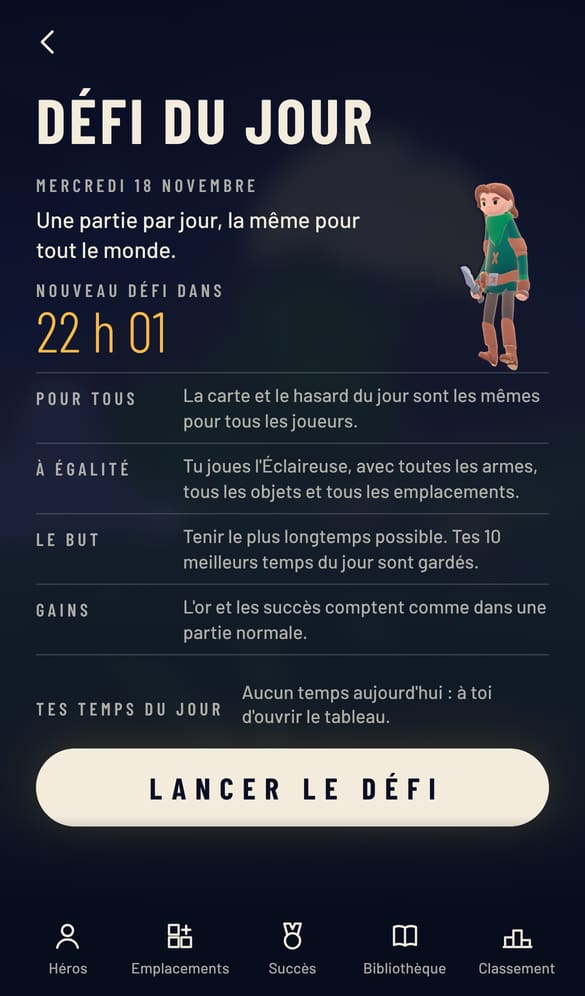 DÉFI DU JOUR
MERCREDI 18 NOVEMBRE
Une partie par jour, la même pour
tout le monde.
NOUVEAU DÉFI DANS
22 h 01
POUR TOUS
La carte et le hasard du jour sont les mêmes
pour tous les joueurs.
À ÉGALITÉ
Tu joues l'Éclaireuse, avec toutes les armes,
tous les objets et tous les emplacements.
LE BUT
Tenir le plus longtemps possible. Tes 10
meilleurs temps du jour sont gardés.
GAINS
L'or et les succès comptent comme dans une
partie normale.
TES TEMPS DU JOUR
Aucun temps aujourd'hui : à toi
d'ouvrir le tableau.
LANCER LE DÉFI
Héros
Emplacements
Succès
Bibliothèque
Classement